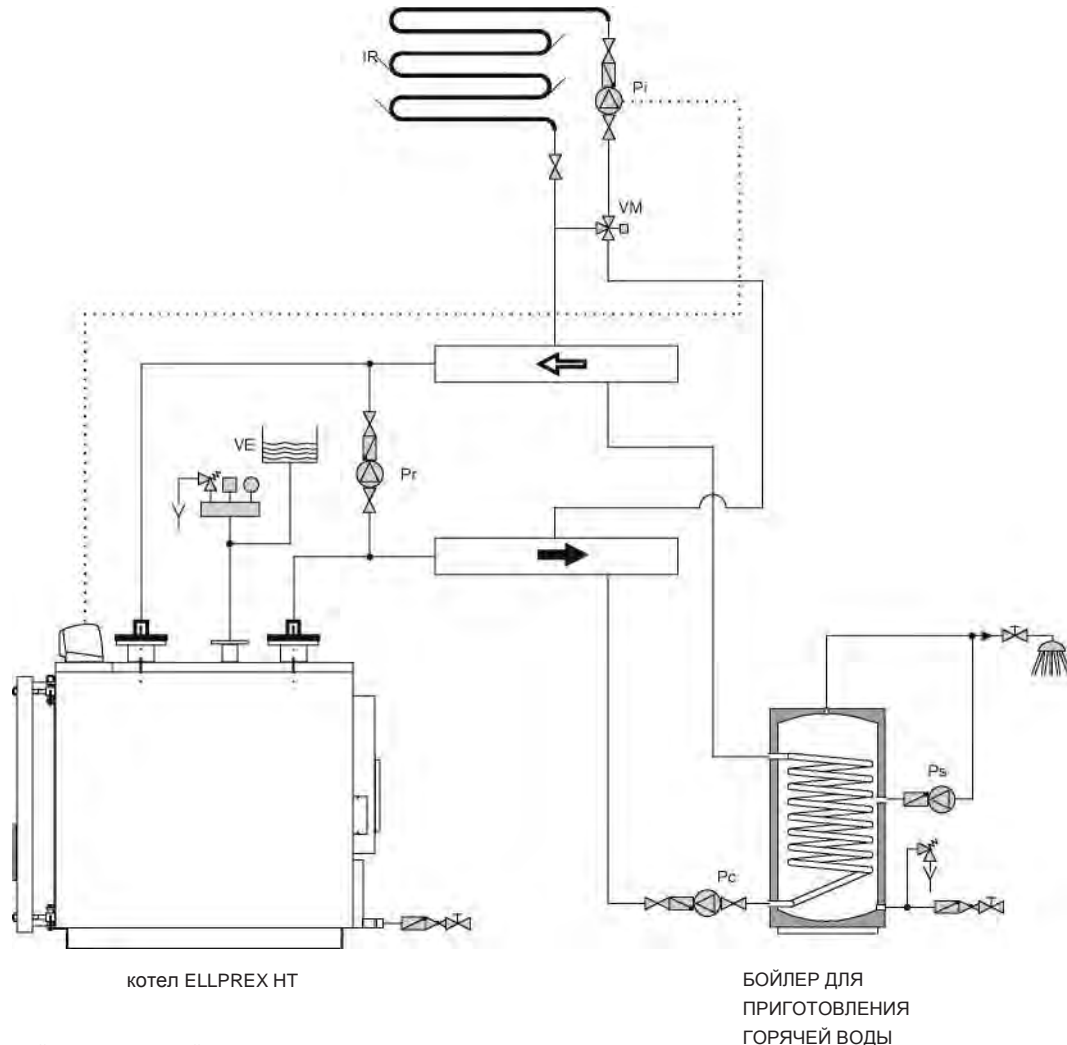 IR
Pi
VM
VE
Pr
Ps
Pc
котел ELLPREX HT
БОЙЛЕР ДЛЯ
ПРИГОТОВЛЕНИЯ
ГОРЯЧЕЙ ВОДЫ